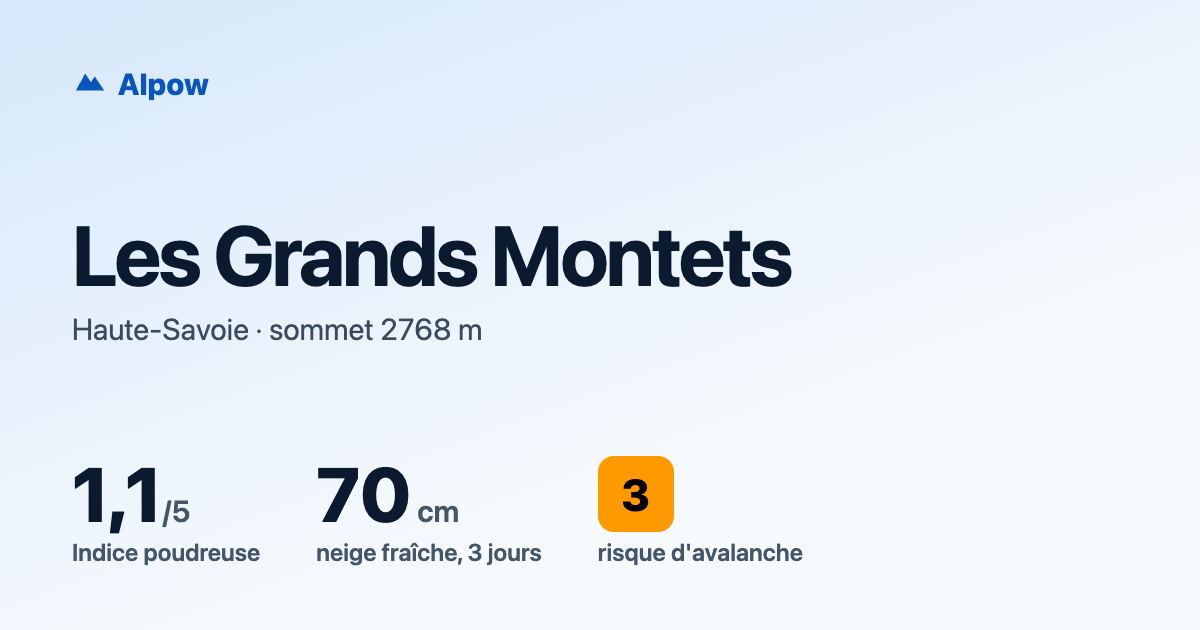 Alpow
Les Grands Montets
Haute-Savoie · sommet 2768 m
1,1/5 70 cm 3
Indice poudreuse neige fraîche, 3 jours risque d'avalanche